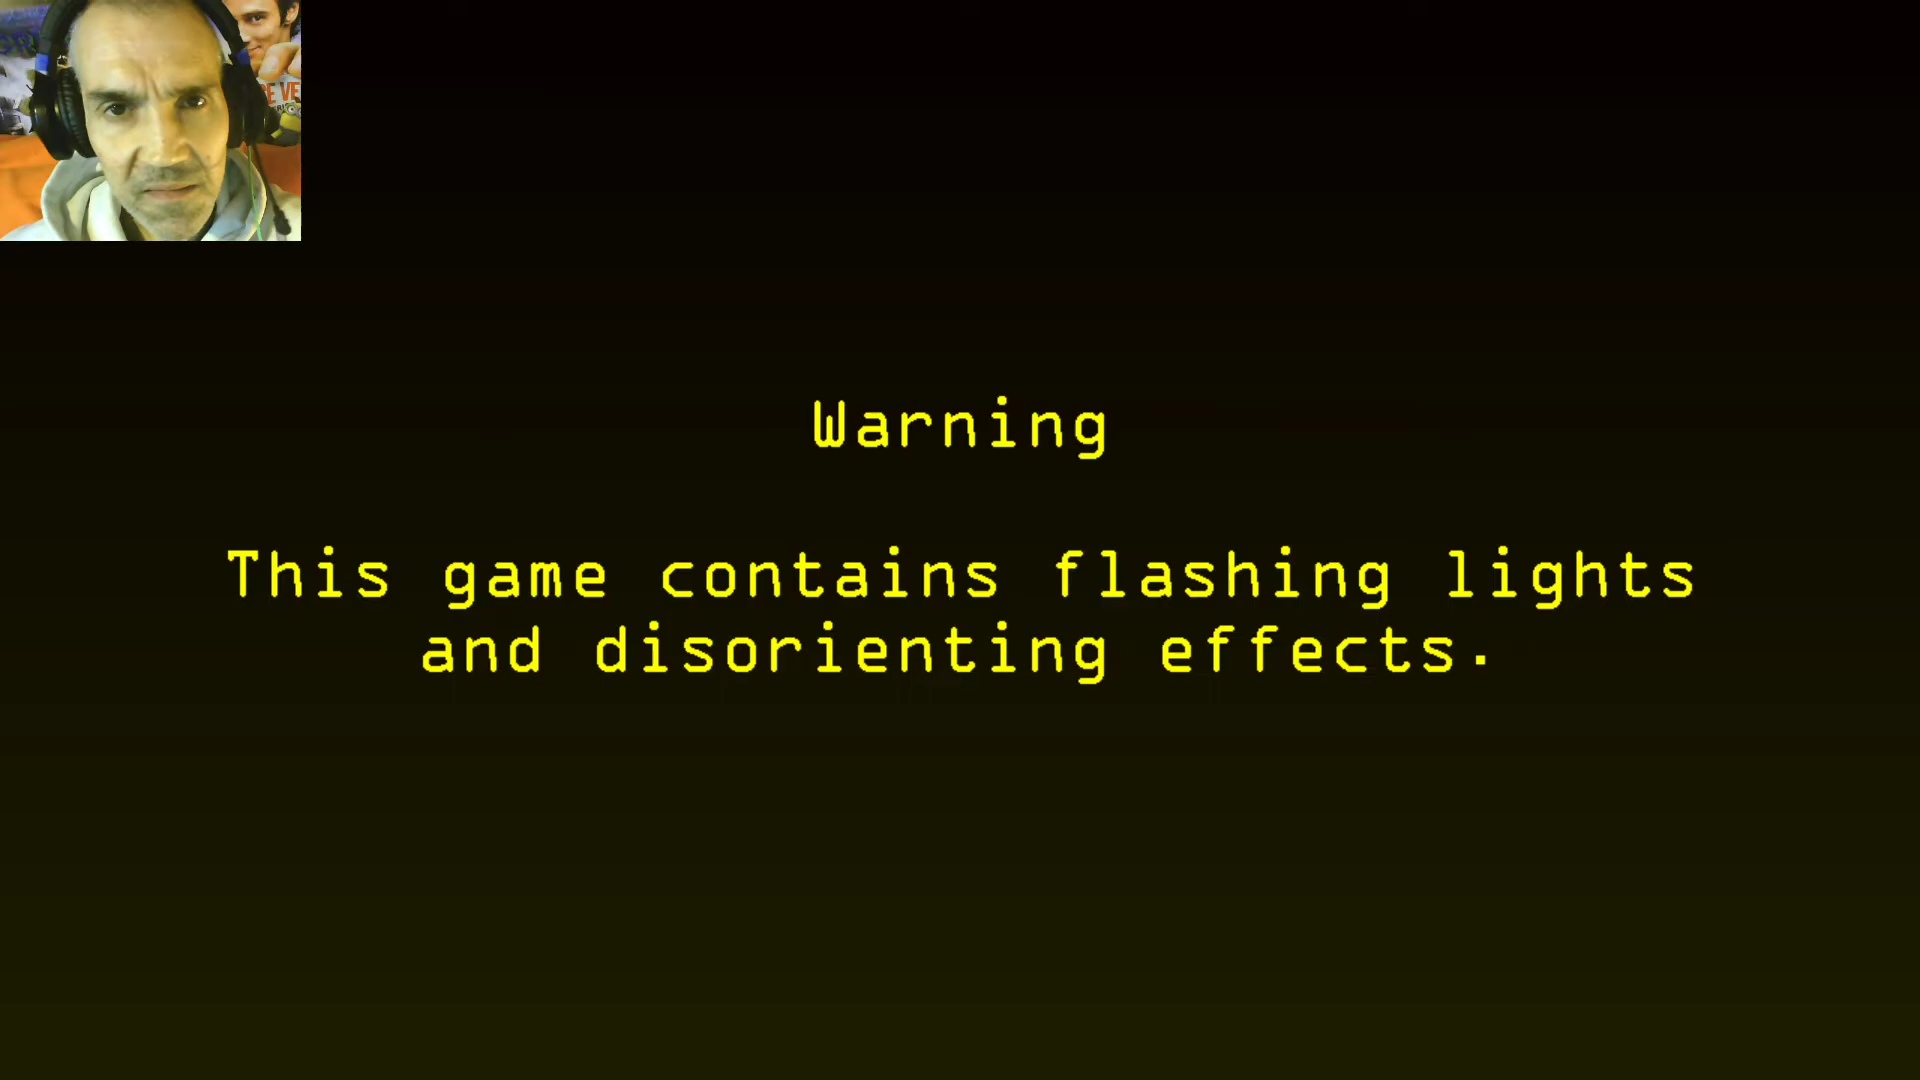 Warning
This game contains flashing lights
and disorienting effects.